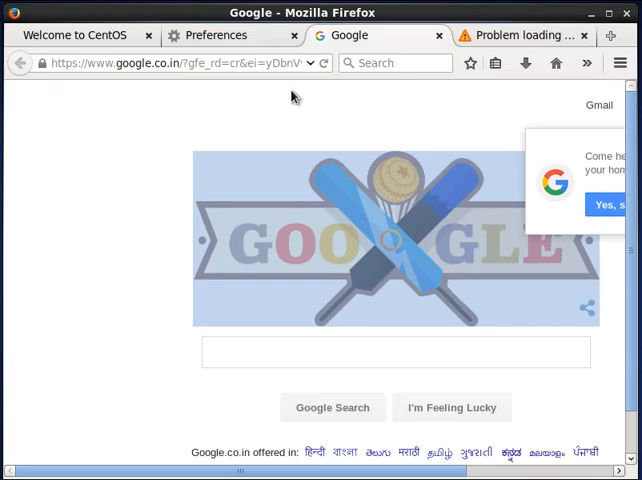 Google - Mozilla Firefox
Welcome to CentOS Preferences Google Problem loading ...
https://www.google.co.in/?gfe_rd=cr&ei=yDbnV Search
Gmail
Come he
your hom
Yes, s
GOOGLE
Google Search I'm Feeling Lucky
Google.co.in offered in: हिन्दी বাংলা తెలుగు मराठी தமிழ் ગુજરાતી ಕನ್ನಡ മലയാളം ਪੰਜਾਬੀ